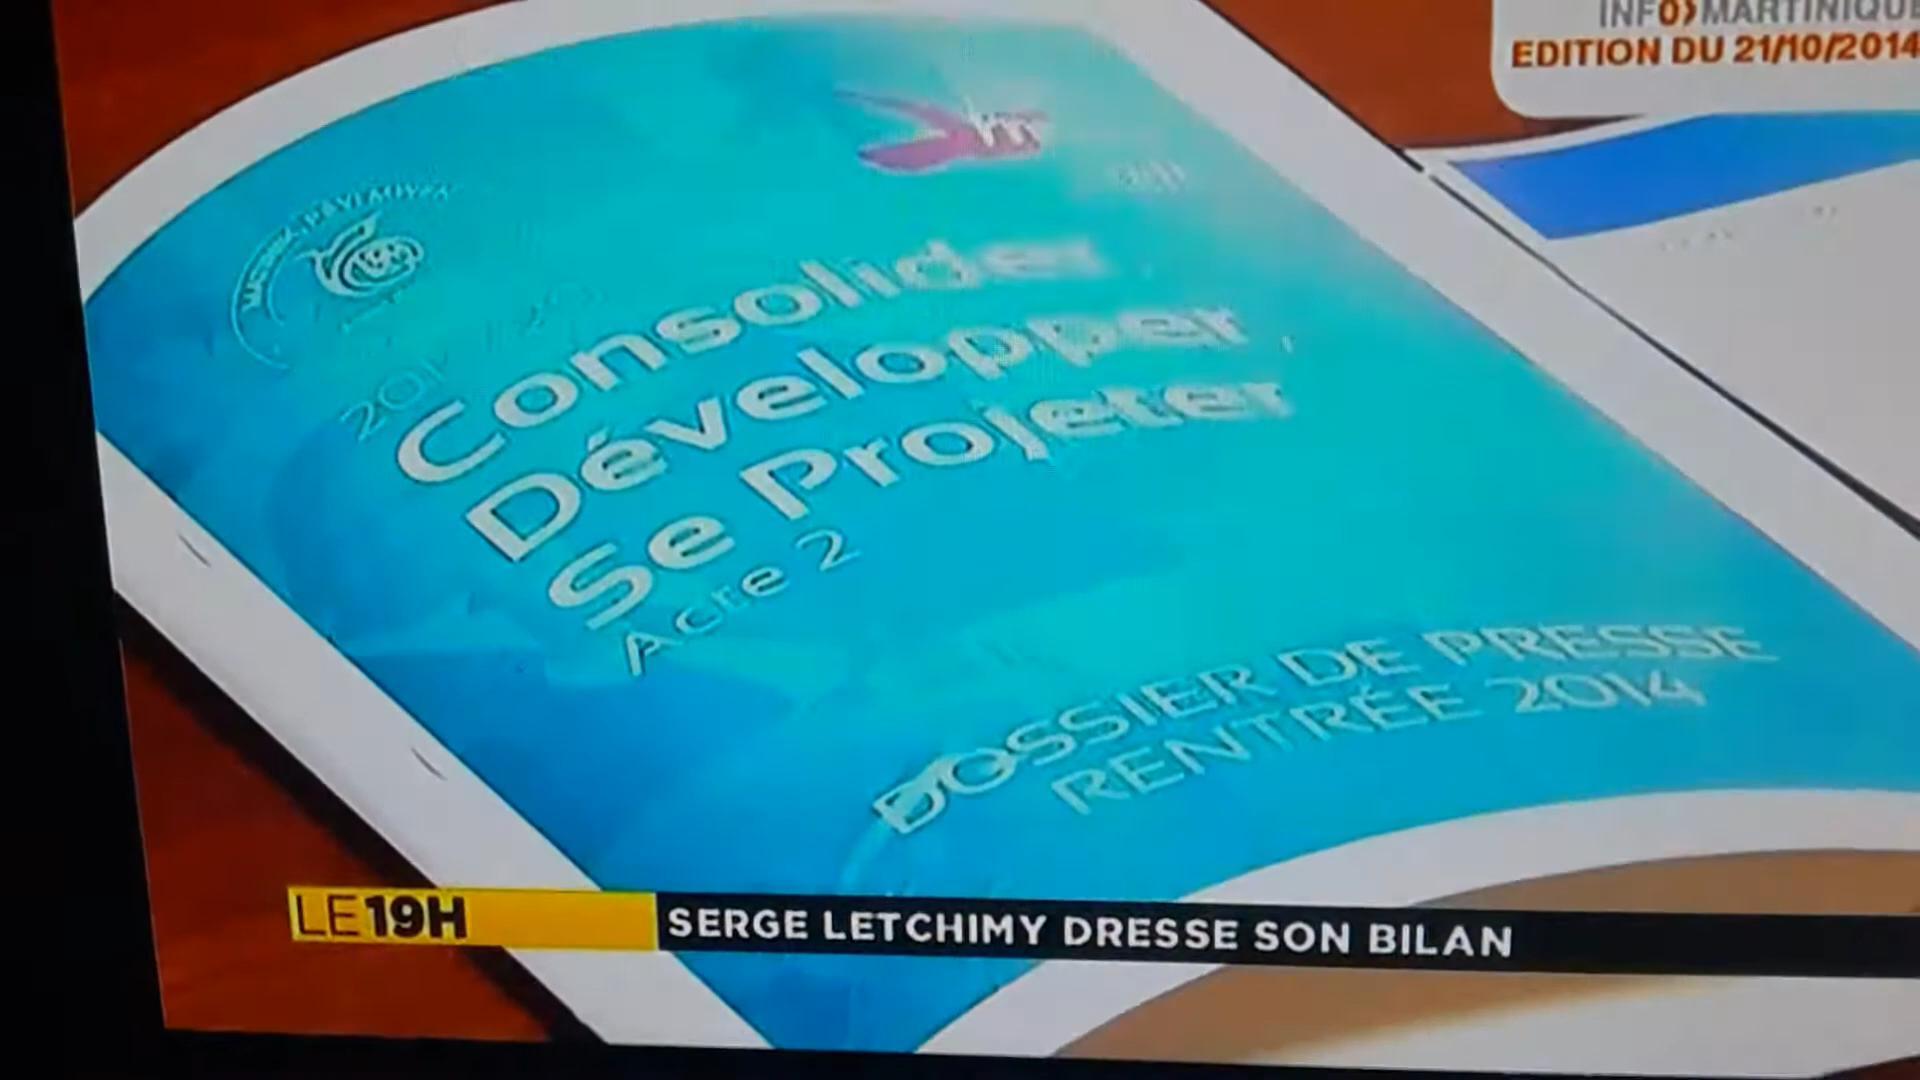 INFO⟩MARTINIQUE
EDITION DU 21/10/2014
Consolider
Développer
Se Projeter
Acte 2
DOSSIER DE PRESSE
RENTRÉE 2014
LE19H
SERGE LETCHIMY DRESSE SON BILAN